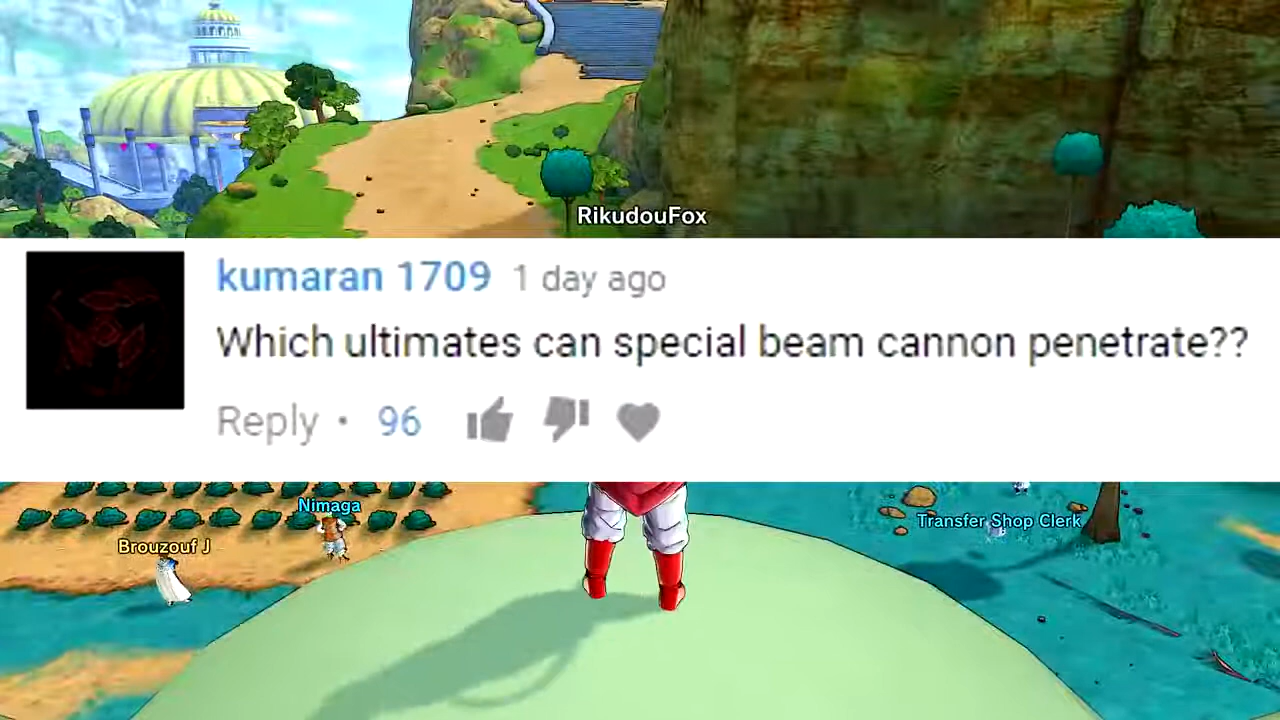 RikudouFox
kumaran 1709 1 day ago
Which ultimates can special beam cannon penetrate??
Reply • 96
Nimaga
Transfer Shop Clerk
Brouzouf J